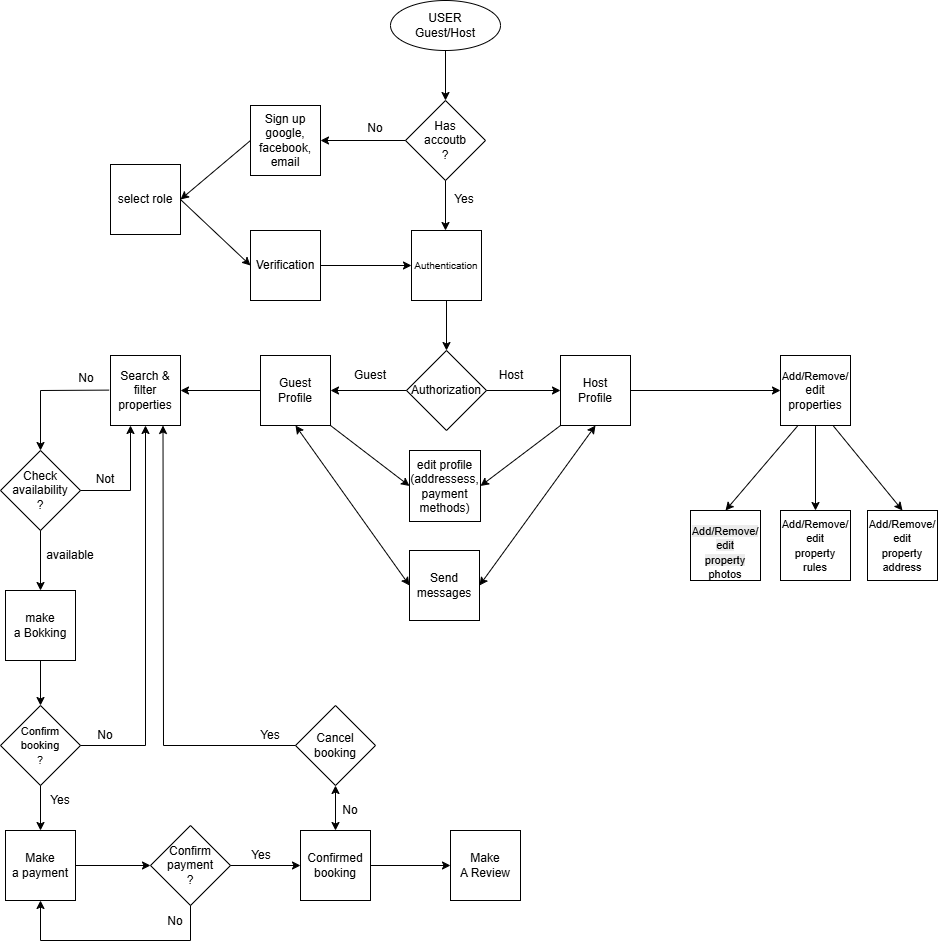 USER
Guest/Host
Has
accoutb
?
No
Sign up
google,
facebook,
email
select role
Yes
Verification
Authentication
Authorization
Guest
Host
Guest
Profile
Host
Profile
Search &
filter
properties
No
Add/Remove/
edit
properties
edit profile
(addressess,
payment
methods)
Check
availability
?
Not
available
Send
messages
Add/Remove/
edit
property
photos
Add/Remove/
edit
property
rules
Add/Remove/
edit
property
address
make
a Bokking
Confirm
booking
?
No
Yes
Cancel
booking
Yes
No
Make
a payment
Confirm
payment
?
Yes
No
Confirmed
booking
Make
A Review